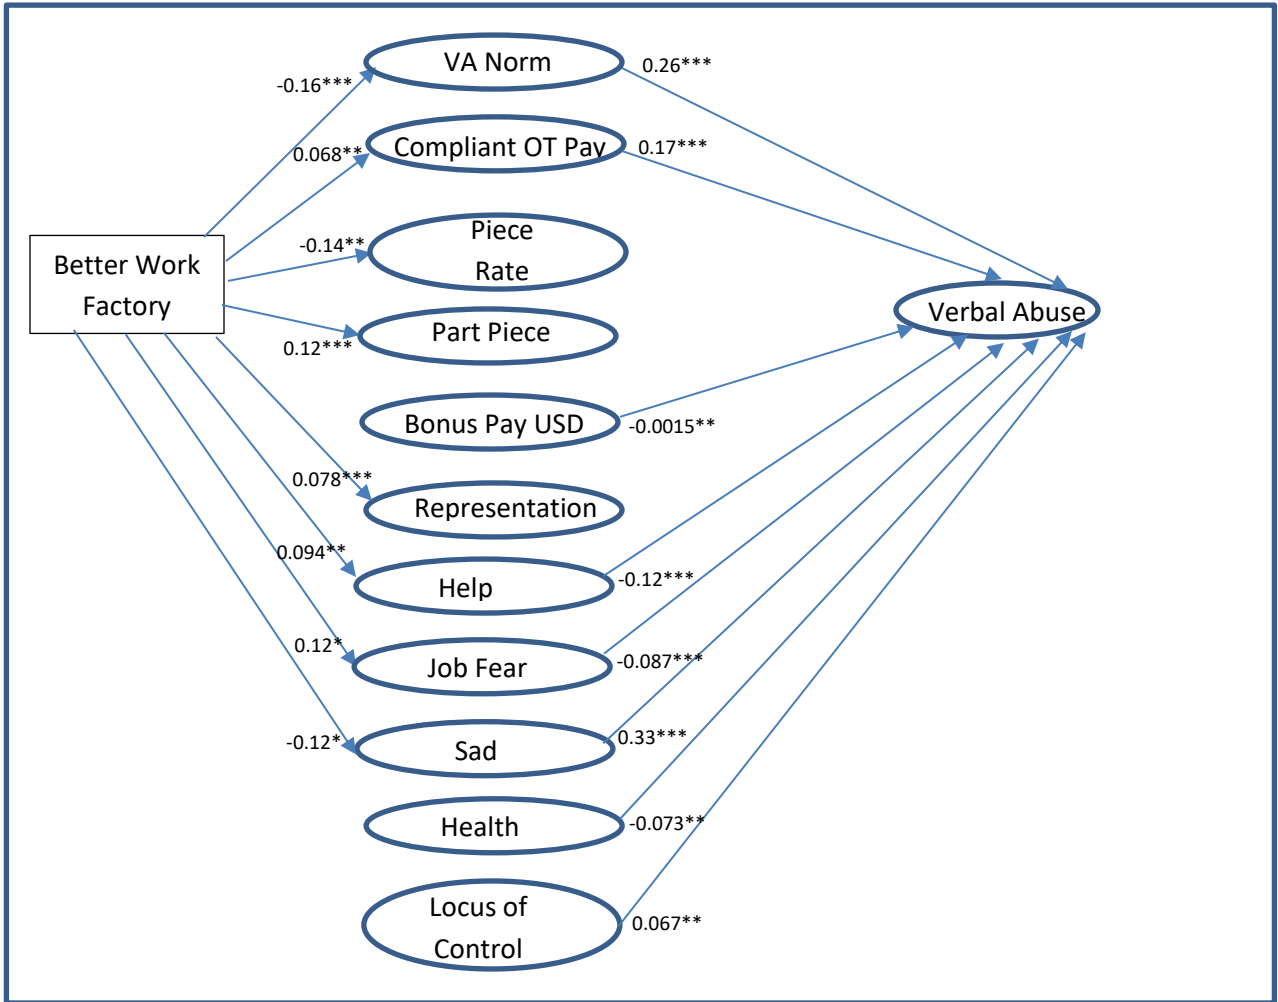 VA Norm
0.26***
-0.16***
Compliant OT Pay
0.17***
0.068**
Piece
Rate
-0.14**
Better Work
Factory
Part Piece
0.12***
Verbal Abuse
Bonus Pay USD
-0.0015**
0.078***
Representation
0.094**
Help
-0.12***
0.12*
Job Fear
-0.087***
-0.12*
Sad
0.33***
Health
-0.073**
Locus of
Control
0.067**